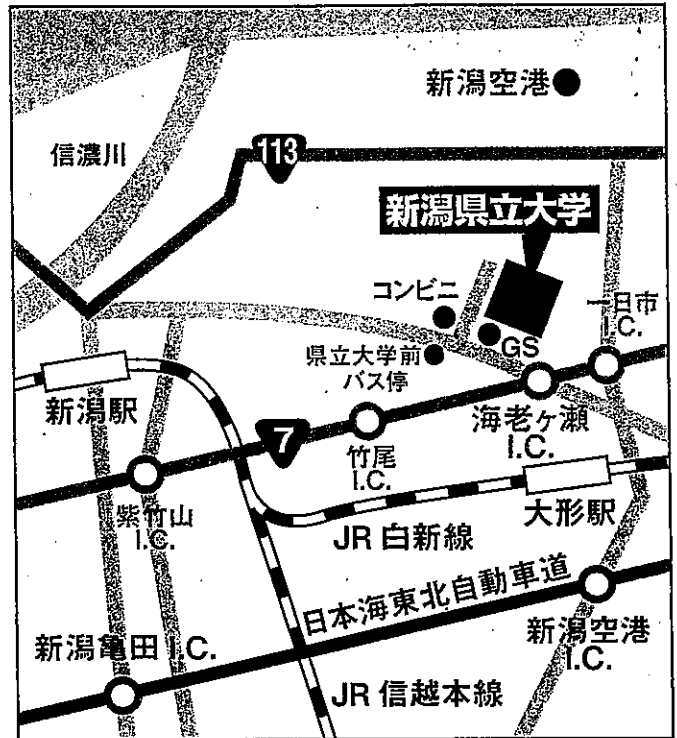 新潟空港
信濃川
113
新潟県立大学
コンビニ
一日市
I.C.
GS
県立大学前
バス停
新潟駅
海老ヶ瀬
I.C.
7
竹尾
I.C.
紫竹山
I.C.
大形駅
JR 白新線
日本海東北自動車道
新潟空港
I.C.
新潟亀田 I.C.
JR 信越本線